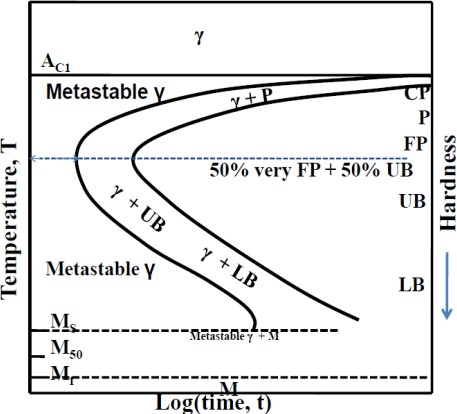 γ
AC1
Metastable γ
γ + P
CP
P
FP
50% very FP + 50% UB
UB
γ + UB
γ + LB
Metastable γ
LB
MS
Metastable γ + M
M50
Mf
M
Log(time, t)
Temperature, T
Hardness